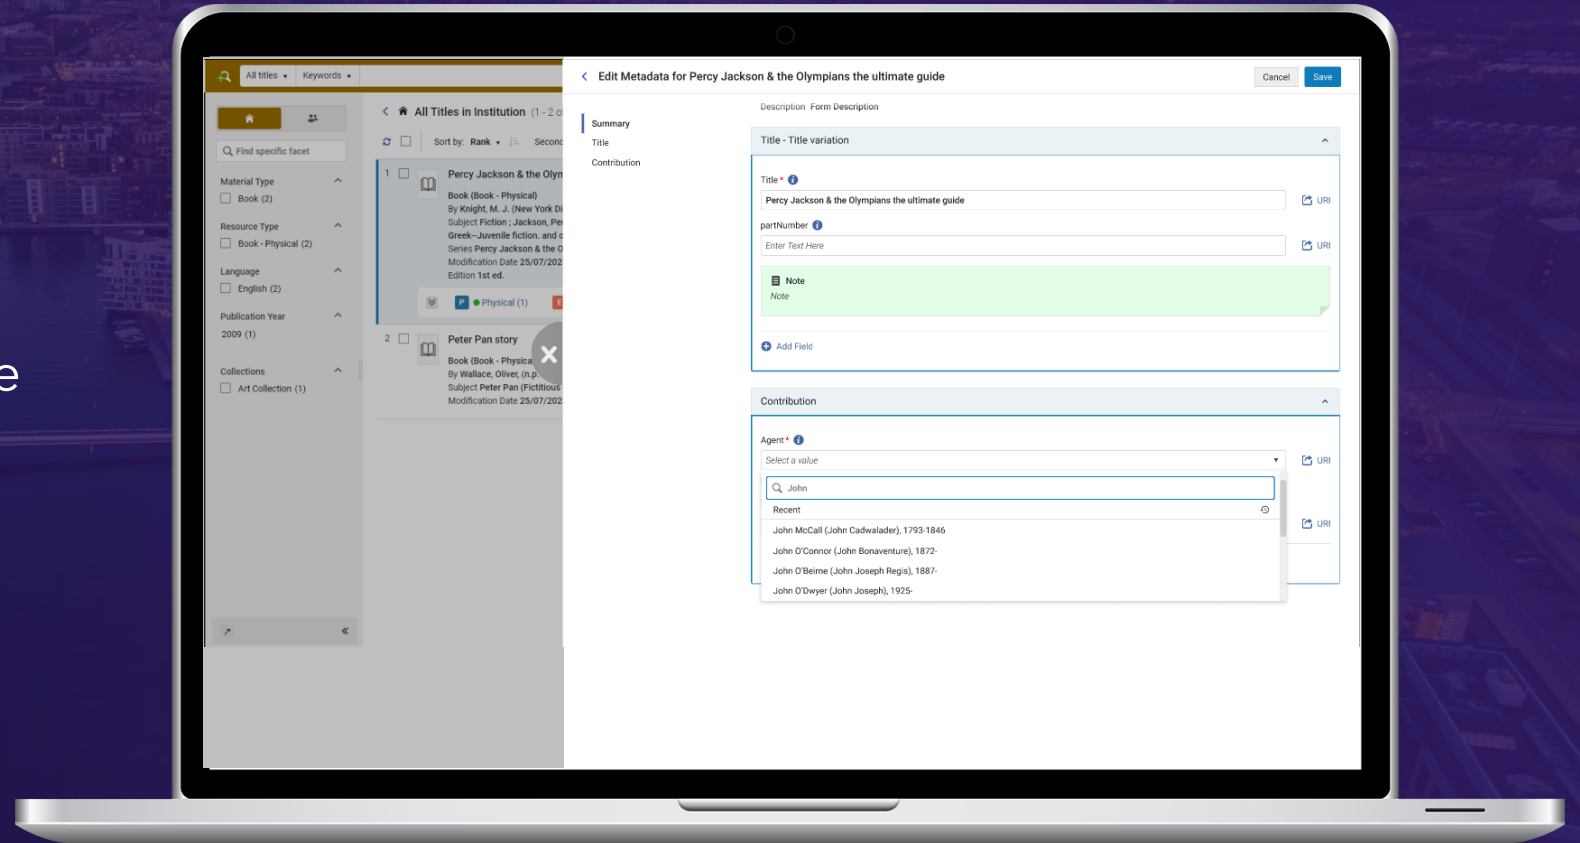 e
All titles
Keywords
Find specific facet
Material Type
Book (2)
Resource Type
Book - Physical (2)
Language
English (2)
Publication Year
2009 (1)
Collections
Art Collection (1)
All Titles in Institution (1 - 2 o
Sort by: Rank
Second
1
Percy Jackson & the Olyn
Book (Book - Physical)
By Knight, M. J. (New York Di
Subject Fiction ; Jackson, Per
Greek--Juvenile fiction. and o
Series Percy Jackson & the O
Modification Date 25/07/202
Edition 1st ed.
P Physical (1) E
2
Peter Pan story
Book (Book - Physica
By Wallace, Oliver, (n.p.
Subject Peter Pan (Fictitious
Modification Date 25/07/202
X
Edit Metadata for Percy Jackson & the Olympians the ultimate guide
Cancel
Save
Summary
Title
Contribution
Description Form Description
Title - Title variation
Title *
Percy Jackson & the Olympians the ultimate guide
URI
partNumber
Enter Text Here
URI
Note
Note
Add Field
Contribution
Agent *
Select a value
URI
John
Recent
URI
John McCall (John Cadwalader), 1793-1846
John O'Connor (John Bonaventure), 1872-
John O'Beirne (John Joseph Regis), 1887-
John O'Dwyer (John Joseph), 1925-